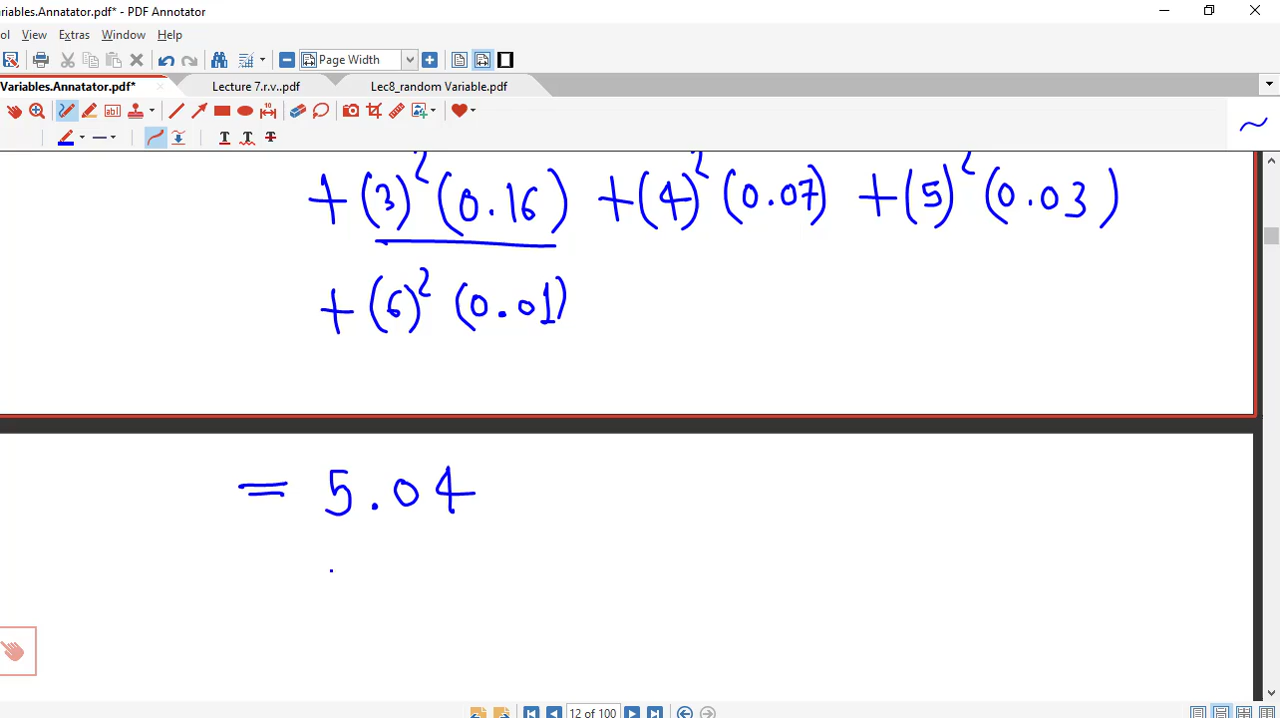 ariables.Annatator.pdf* - PDF Annotator
ol View Extras Window Help
Page Width
Variables.Annatator.pdf* Lecture 7.r.v..pdf Lec8_random Variable.pdf
+(3)²(0.16) +(4)²(0.07) +(5)²(0.03)
+(6)²(0.01)
= 5.04
12 of 100